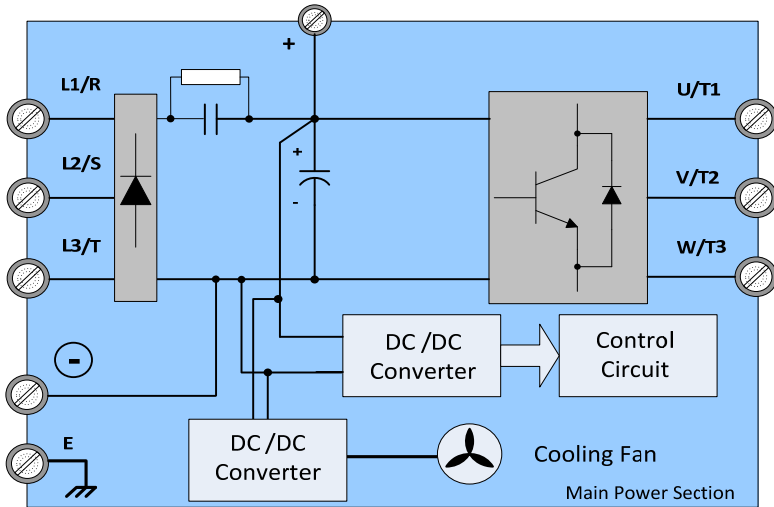 +
L1/R
U/T1
L2/S
+
V/T2
-
L3/T
W/T3
DC /DC
Converter
Control
Circuit
-
E
DC /DC
Converter
Cooling Fan
Main Power Section